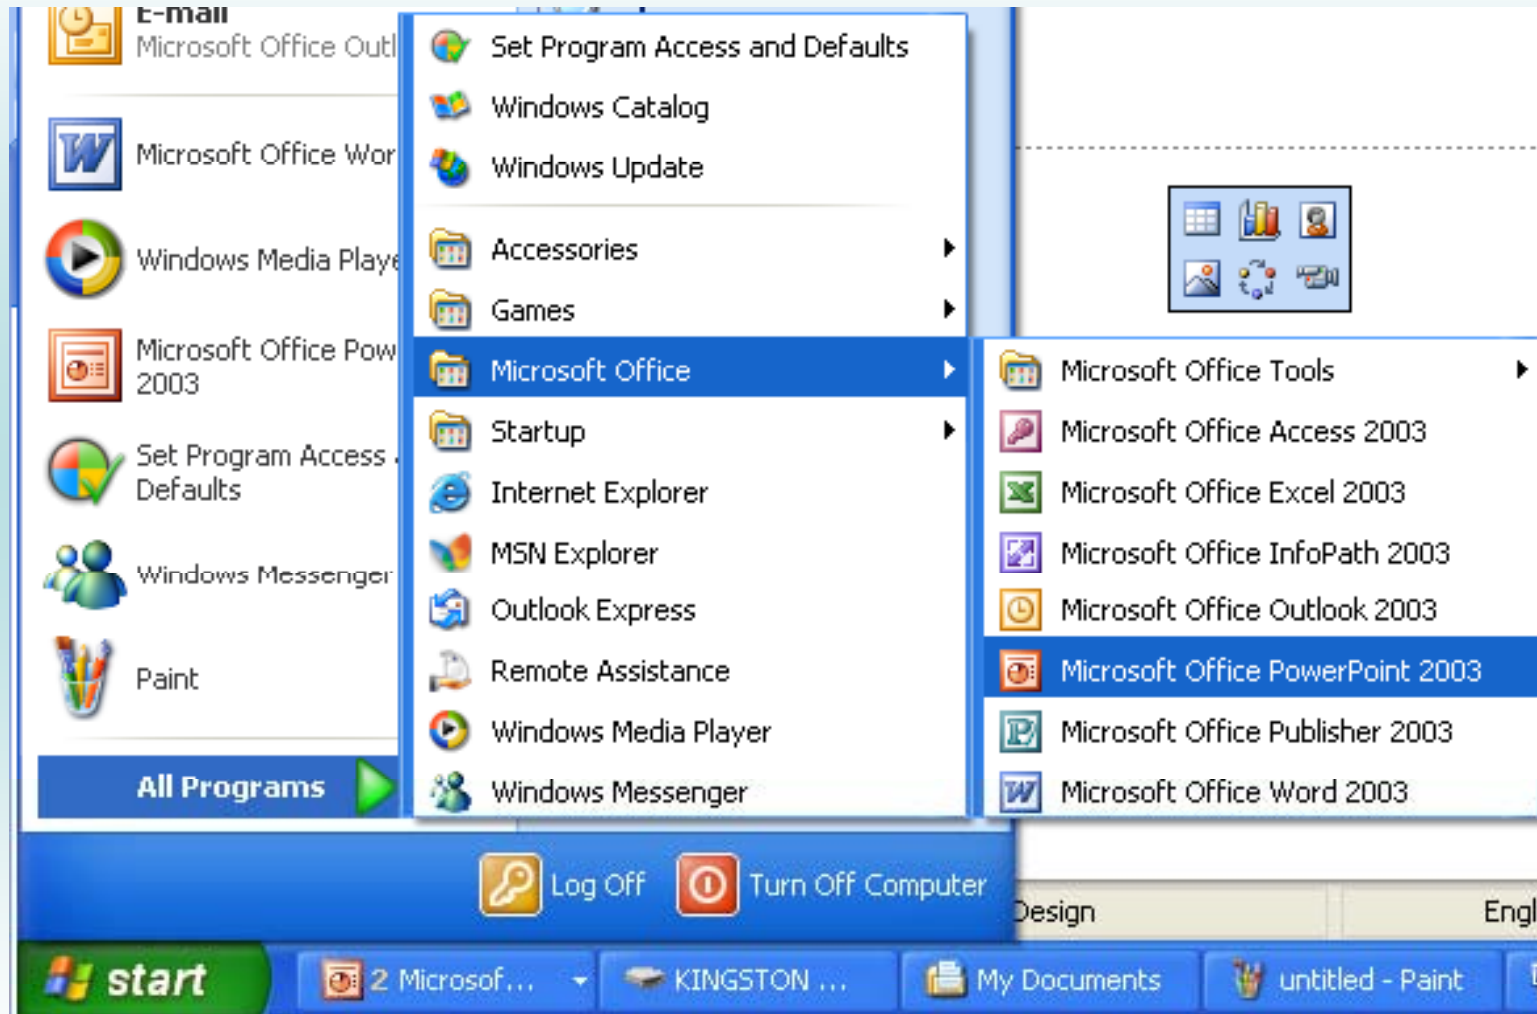 E-mail
Microsoft Office Outl
Microsoft Office Wor
Windows Media Playe
Microsoft Office Pow
2003
Set Program Access
Defaults
Windows Messenger
Paint
All Programs
Set Program Access and Defaults
Windows Catalog
Windows Update
Accessories
Games
Microsoft Office
Startup
Internet Explorer
MSN Explorer
Outlook Express
Remote Assistance
Windows Media Player
Windows Messenger
Microsoft Office Tools
Microsoft Office Access 2003
Microsoft Office Excel 2003
Microsoft Office InfoPath 2003
Microsoft Office Outlook 2003
Microsoft Office PowerPoint 2003
Microsoft Office Publisher 2003
Microsoft Office Word 2003
Log Off
Turn Off Computer
Design
Engl
start
2 Microsof...
KINGSTON ...
My Documents
untitled - Paint